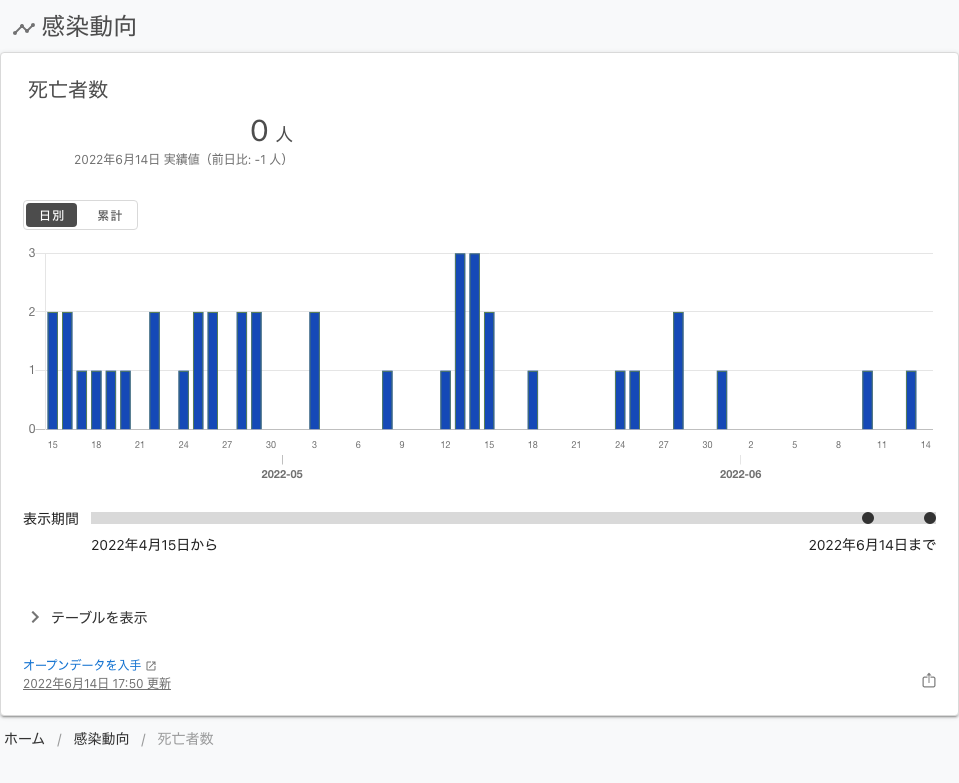 感染動向
死亡者数
0 人
2022年6月14日 実績値（前日比: -1 人）
日別 累計
3
2
1
0
15 18 21 24 27 30 3 6 9 12 15 18 21 24 27 30 2 5 8 11 14
2022-05 2022-06
表示期間
2022年4月15日から 2022年6月14日まで
テーブルを表示
オープンデータを入手
2022年6月14日 17:50 更新
ホーム / 感染動向 / 死亡者数